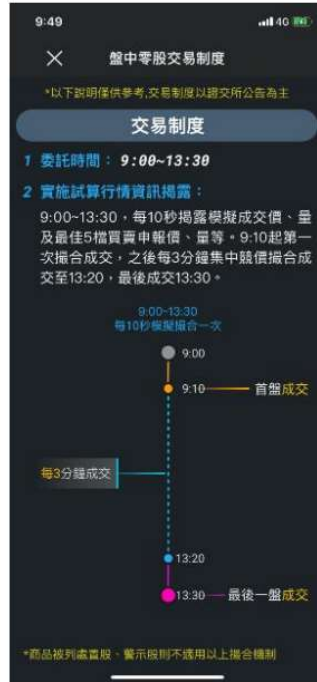 9:49
4G
盤中零股交易制度
*以下說明僅供參考,交易制度以證交所公告為主
交易制度
1 委託時間：9:00~13:30
2 實施試算行情資訊揭露：
9:00~13:30，每10秒揭露模擬成交價、量
及最佳5檔買賣申報價、量等。9:10起第一
次撮合成交，之後每3分鐘集中競價撮合成
交至13:20，最後成交13:30。
9:00~13:30
每10秒模擬撮合一次
9:00
9:10 首盤成交
每3分鐘成交
13:20
13:30 最後一盤成交
*商品被列處置股、警示股則不適用以上撮合機制